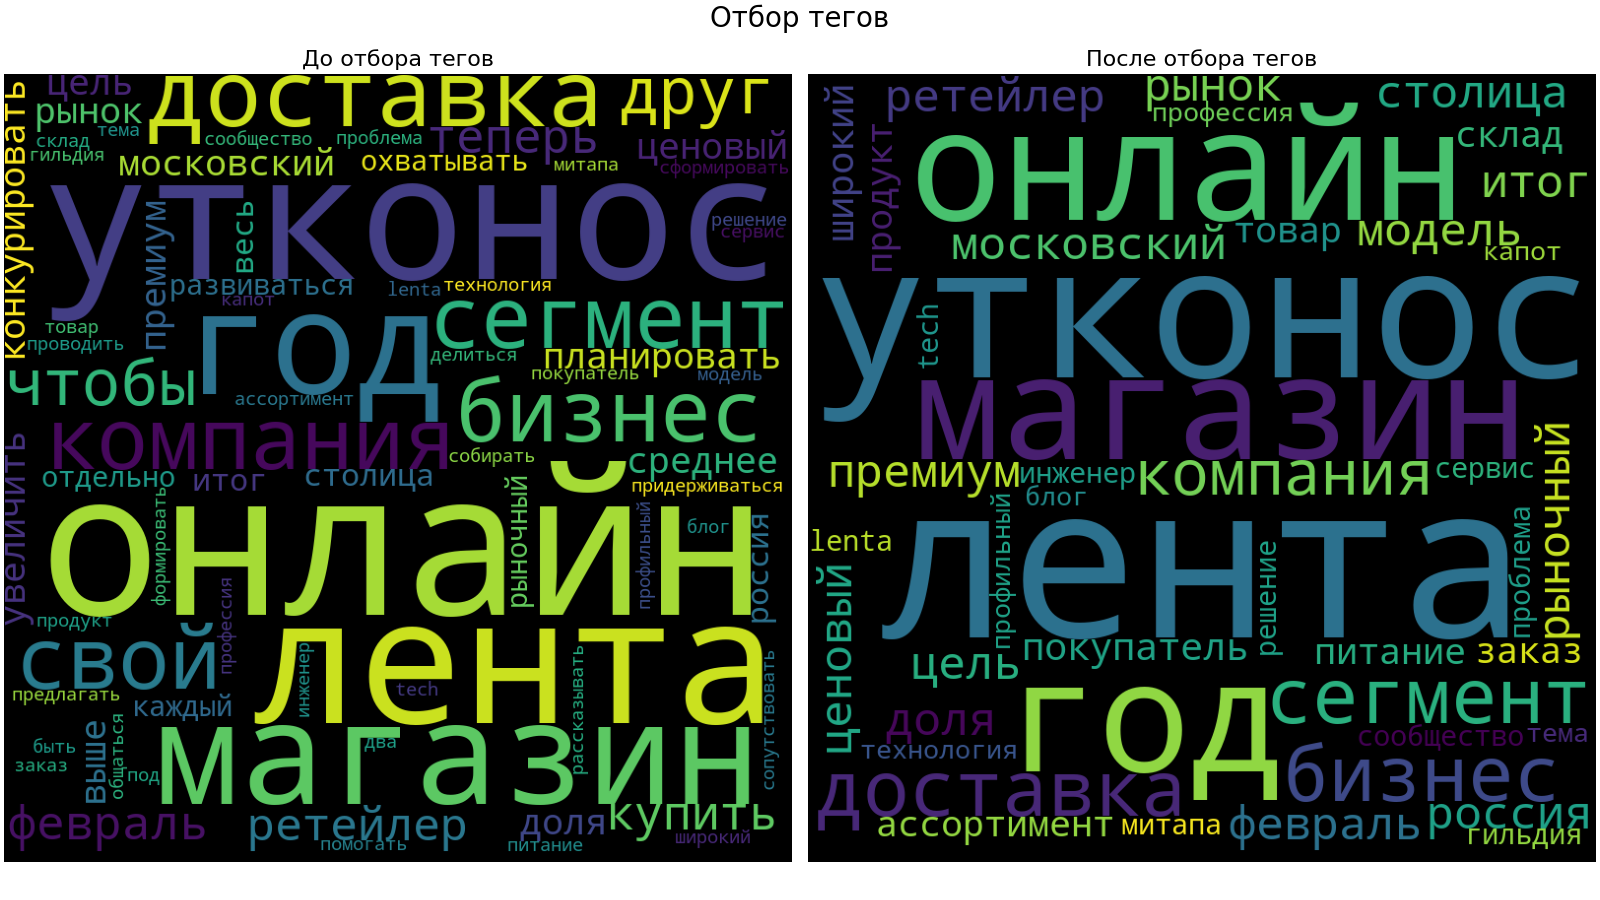 Отбор тегов
До отбора тегов
цель
доставка
друг
рынок
тема
склад
сообщество
проблема
теперь
ценовый
гильдия
московский
охватывать
митапа
сформировать
конкурировать
утконос
премиум
весь
решение
сервис
развиваться
капот
lenta
технология
сегмент
товар
проводить
год
делиться
планировать
покупатель
модель
чтобы
ассортимент
бизнес
компания
собирать
среднее
увеличить
отдельно
итог
столица
придерживаться
онлайн
формировать
рыночный
профильный
блог
россия
продукт
профессия
лента
свой
предлагать
каждый
инженер
tech
рассказывать
сопутствовать
быть
заказ
выше
общаться
под
два
магазин
февраль
ретейлер
помогать
доля
купить
питание
широкий
После отбора тегов
широкий
ретейлер
рынок
профессия
столица
продукт
онлайн
склад
итог
московский
товар
модель
капот
утконос
tech
магазин
премиум
инженер
блог
компания
сервис
рыночный
lenta
профильный
лента
решение
проблема
ценовый
цель
покупатель
питание
заказ
доля
год
сегмент
технология
сообщество
тема
доставка
бизнес
ассортимент
митапа
февраль
россия
гильдия